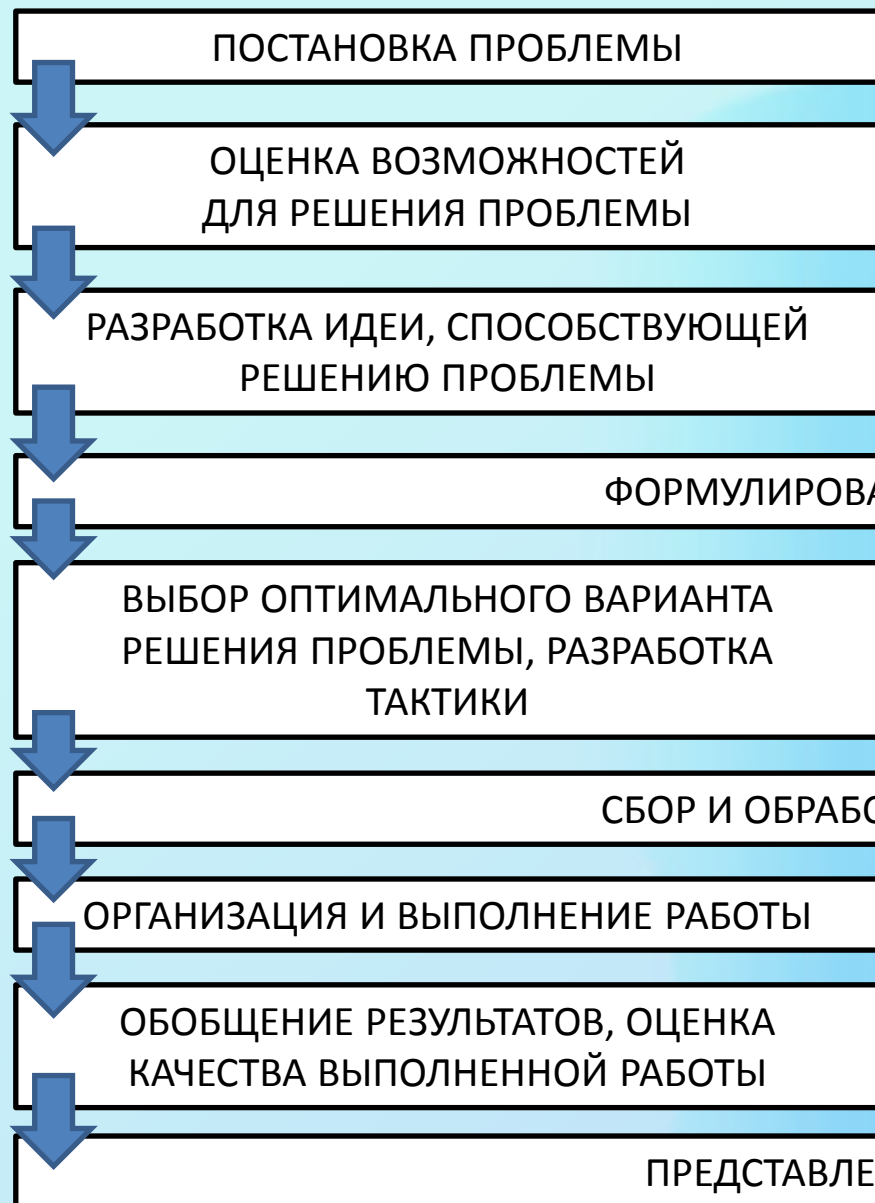 ПОСТАНОВКА ПРОБЛЕМЫ
ОЦЕНКА ВОЗМОЖНОСТЕЙ
ДЛЯ РЕШЕНИЯ ПРОБЛЕМЫ
РАЗРАБОТКА ИДЕИ, СПОСОБСТВУЮЩЕЙ
РЕШЕНИЮ ПРОБЛЕМЫ
ВЫБОР ОПТИМАЛЬНОГО ВАРИАНТА
РЕШЕНИЯ ПРОБЛЕМЫ, РАЗРАБОТКА
ТАКТИКИ
СБОР И
ОРГАНИЗАЦИЯ И ВЫПОЛНЕНИЕ РАБОТЫ
ОБОБЩЕНИЕ РЕЗУЛЬТАТОВ, ОЦЕНКА
КАЧЕСТВА ВЫПОЛНЕННОЙ РАБОТЫ